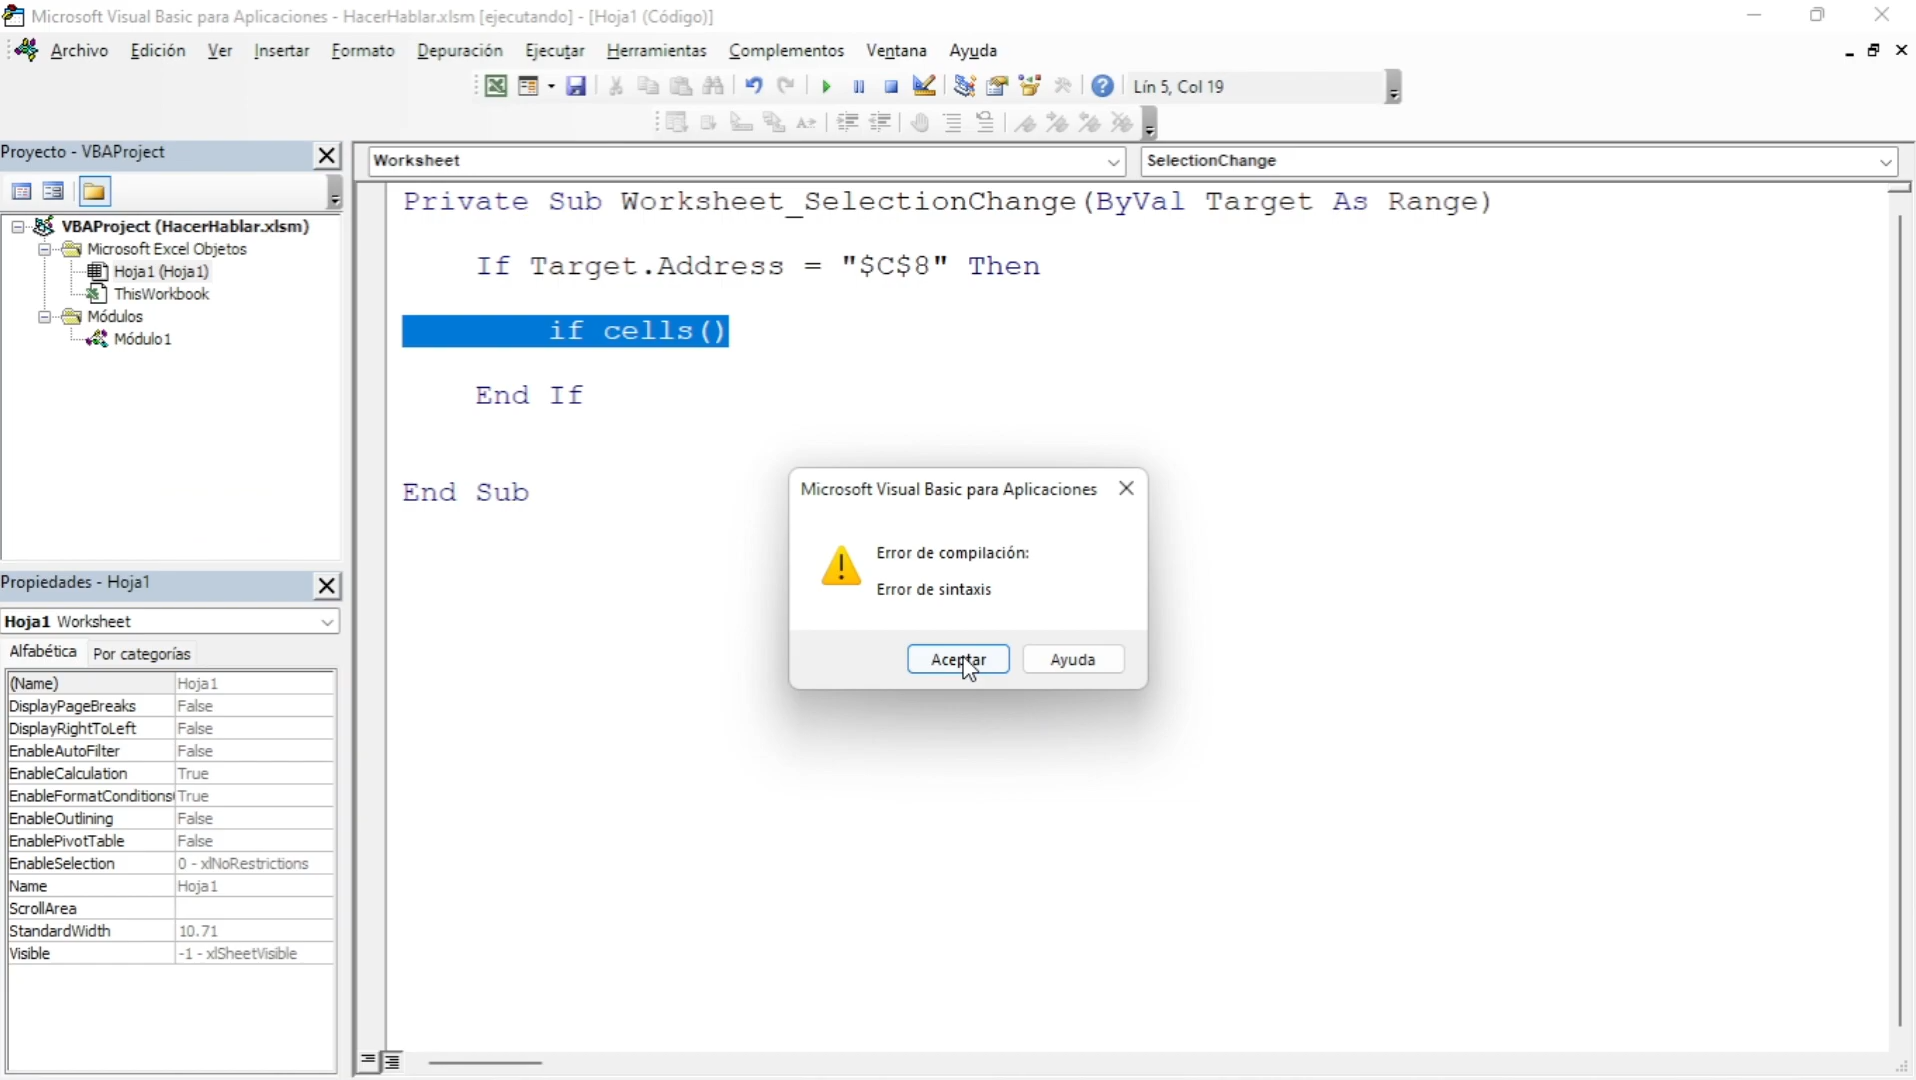 Microsoft Visual Basic para Aplicaciones - HacerHablar.xlsm [ejecutando] - [Hoja1 (Código)]
Archivo Edición Ver Insertar Formato Depuración Ejecutar Herramientas Complementos Ventana Ayuda
Lín 5, Col 19
Proyecto - VBAProject
VBAProject (HacerHablar.xlsm)
Microsoft Excel Objetos
Hoja1 (Hoja1)
ThisWorkbook
Módulos
Módulo1
Propiedades - Hoja1
Hoja1 Worksheet
Alfabética Por categorías
(Name) Hoja1
DisplayPageBreaks False
DisplayRightToLeft False
EnableAutoFilter False
EnableCalculation True
EnableFormatConditions True
EnableOutlining False
EnablePivotTable False
EnableSelection 0 - xlNoRestrictions
Name Hoja1
ScrollArea
StandardWidth 10.71
Visible -1 - xlSheetVisible
Worksheet SelectionChange
Private Sub Worksheet_SelectionChange(ByVal Target As Range)
If Target.Address = "$C$8" Then
if cells()
End If
End Sub
Microsoft Visual Basic para Aplicaciones
Error de compilación:
Error de sintaxis
Aceptar Ayuda